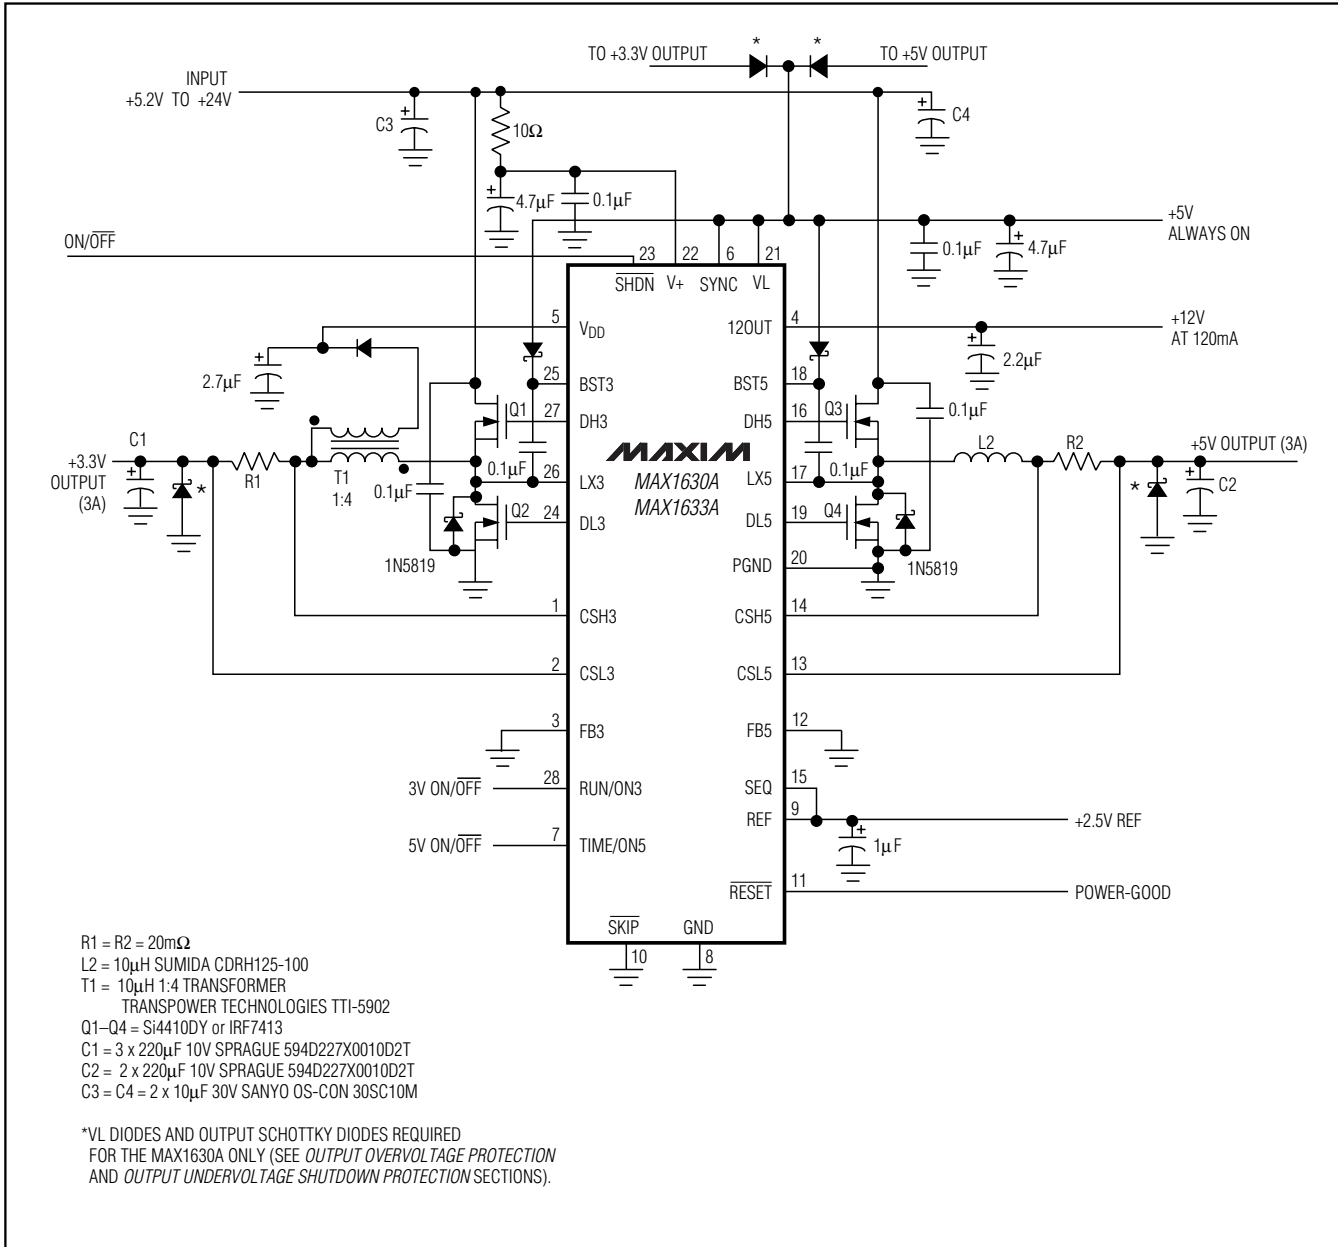 TO +3.3V OUTPUT
*
*
TO +5V OUTPUT
INPUT
+5.2V TO +24V
+
C3
10Ω
+
C4
+
4.7µF
0.1µF
+5V
ALWAYS ON
0.1µF
+
4.7µF
ON/OFF
23
22
6
21
SHDN
V+
SYNC
VL
5
VDD
12OUT
4
+12V
AT 120mA
+
2.7µF
+
2.2µF
25
BST3
BST5
18
Q1
27
DH3
DH5
16
Q3
0.1µF
C1
+3.3V
OUTPUT
(3A)
+
*
R1
T1
1:4
0.1µF
0.1µF
26
LX3
MAXIM
MAX1630A
MAX1633A
LX5
17
0.1µF
L2
R2
+5V OUTPUT (3A)
*
+
C2
Q2
24
DL3
DL5
19
Q4
1N5819
PGND
20
1N5819
1
CSH3
CSH5
14
2
CSL3
CSL5
13
3
FB3
FB5
12
3V ON/OFF
28
RUN/ON3
SEQ
15
REF
9
+2.5V REF
5V ON/OFF
7
TIME/ON5
+
1µF
RESET
11
POWER-GOOD
SKIP
GND
10
8
R1 = R2 = 20mΩ
L2 = 10µH SUMIDA CDRH125-100
T1 = 10µH 1:4 TRANSFORMER
TRANSPOWER TECHNOLOGIES TTI-5902
Q1–Q4 = Si4410DY or IRF7413
C1 = 3 x 220µF 10V SPRAGUE 594D227X0010D2T
C2 = 2 x 220µF 10V SPRAGUE 594D227X0010D2T
C3 = C4 = 2 x 10µF 30V SANYO OS-CON 30SC10M
*VL DIODES AND OUTPUT SCHOTTKY DIODES REQUIRED
FOR THE MAX1630A ONLY (SEE OUTPUT OVERVOLTAGE PROTECTION
AND OUTPUT UNDERVOLTAGE SHUTDOWN PROTECTION SECTIONS).